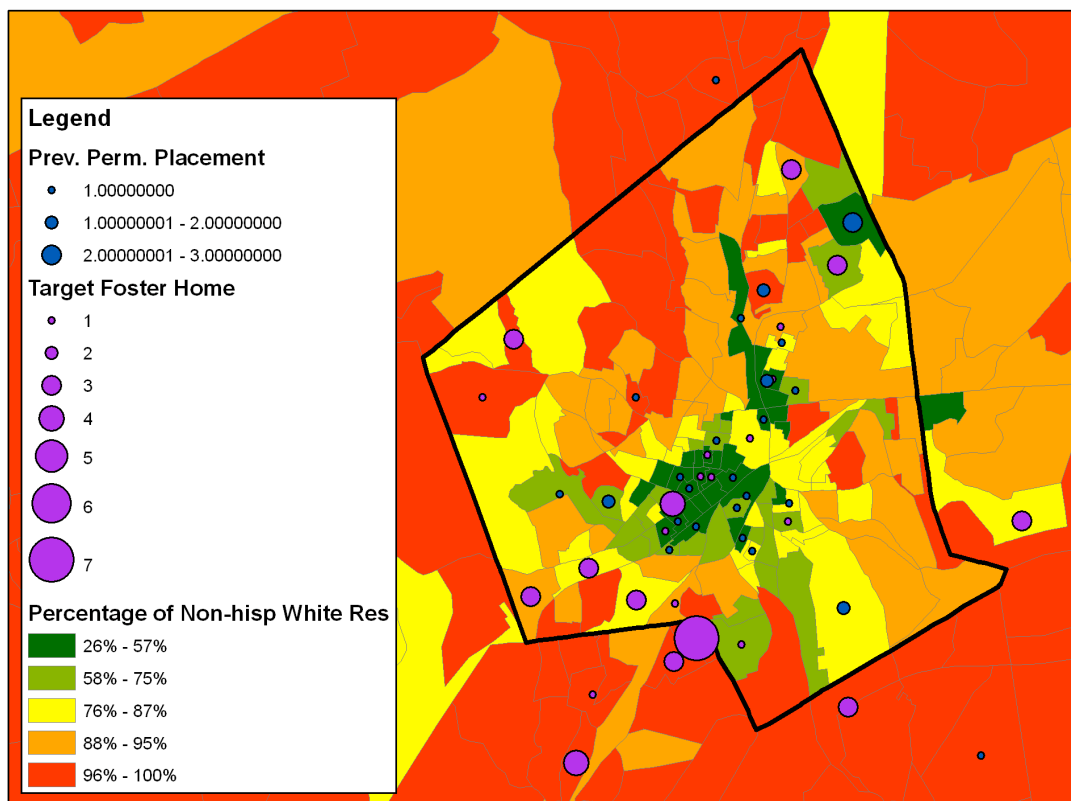 Legend
Prev. Perm. Placement
1.00000000
1.00000001 - 2.00000000
2.00000001 - 3.00000000
Target Foster Home
1
2
3
4
5
6
7
Percentage of Non-hisp White Res
26% - 57%
58% - 75%
76% - 87%
88% - 95%
96% - 100%